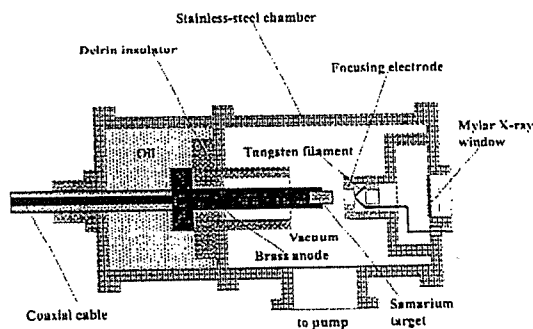 Stainless-steel chamber
Delrin insulator
Focusing electrode
Mylar X-ray
window
Oil
Tungsten filament
Vacuum
Brass anode
Coaxial cable
to pump
Samarium
target